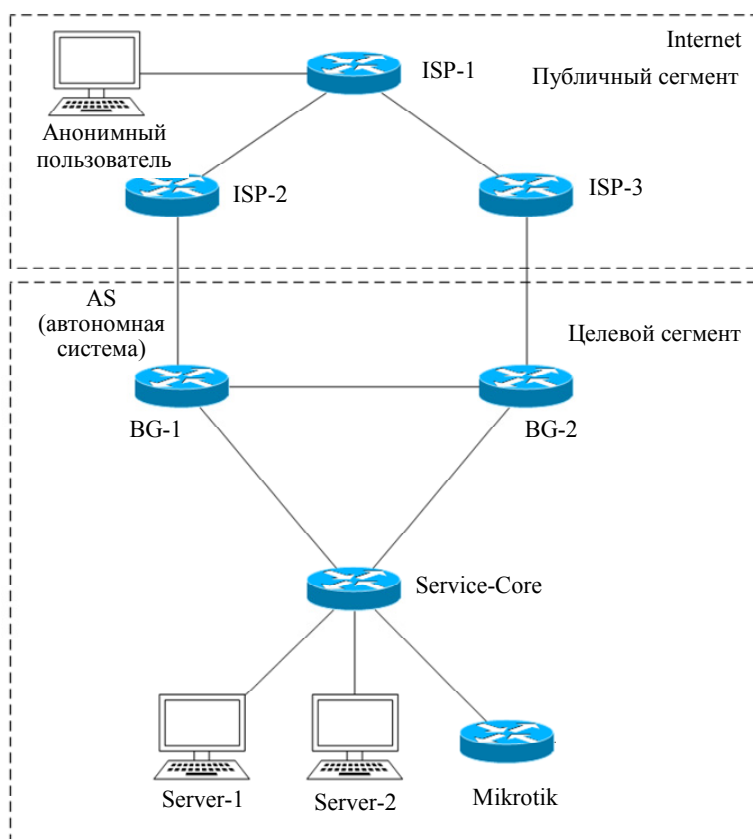 Internet
Публичный сегмент
ISP-1
Анонимный
пользователь
ISP-2
ISP-3
AS
(автономная
система)
Целевой сегмент
BG-1
BG-2
Service-Core
Server-1
Server-2
Mikrotik